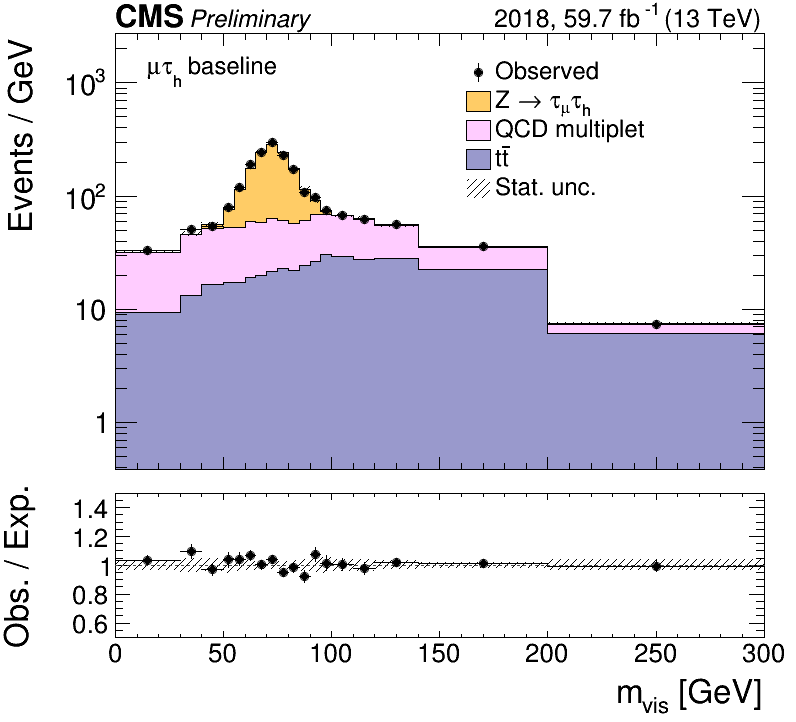 CMS Preliminary 2018, 59.7 fb⁻¹ (13 TeV)
μτₕ baseline
Observed
Z → τ_μτₕ
QCD multiplet
tt̄
Stat. unc.
Events / GeV
10³
10²
10
1
Obs. / Exp.
1.4
1.2
1
0.8
0.6
0 50 100 150 200 250 300
m_vis [GeV]